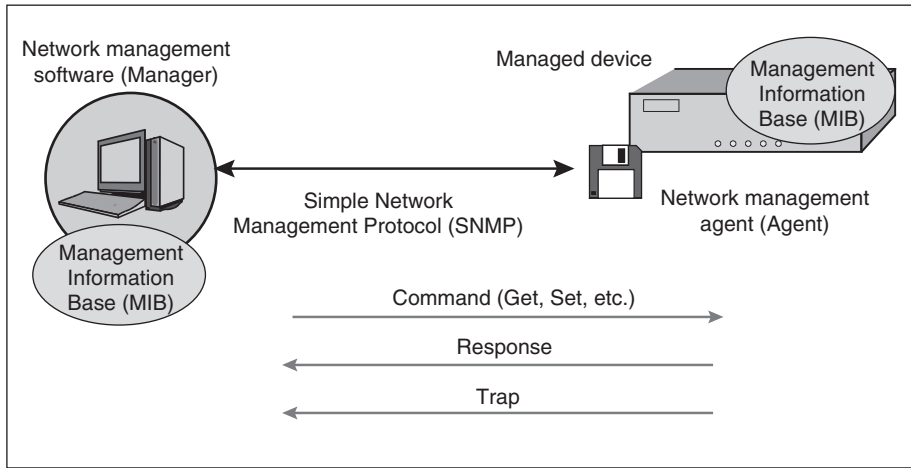 Network management
software (Manager)
Managed device
Management
Information
Base (MIB)
Simple Network
Management Protocol (SNMP)
Network management
agent (Agent)
Management
Information
Base (MIB)
Command (Get, Set, etc.)
Response
Trap